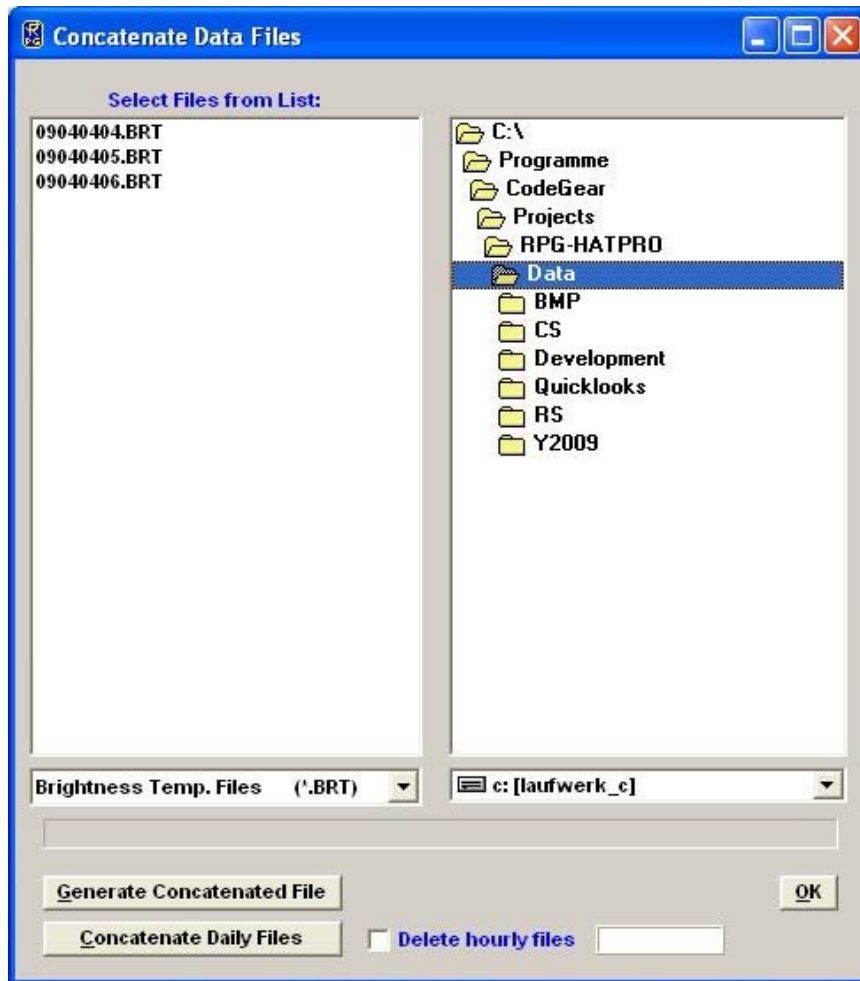 Concatenate Data Files
Select Files from List:
09040404.BRT
09040405.BRT
09040406.BRT
C:\
Programme
CodeGear
Projects
RPG-HATPRO
Data
BMP
CS
Development
Quicklooks
RS
Y2009
Brightness Temp. Files (*.BRT)
c: [laufwerk_c]
Generate Concatenated File
OK
Concatenate Daily Files
Delete hourly files